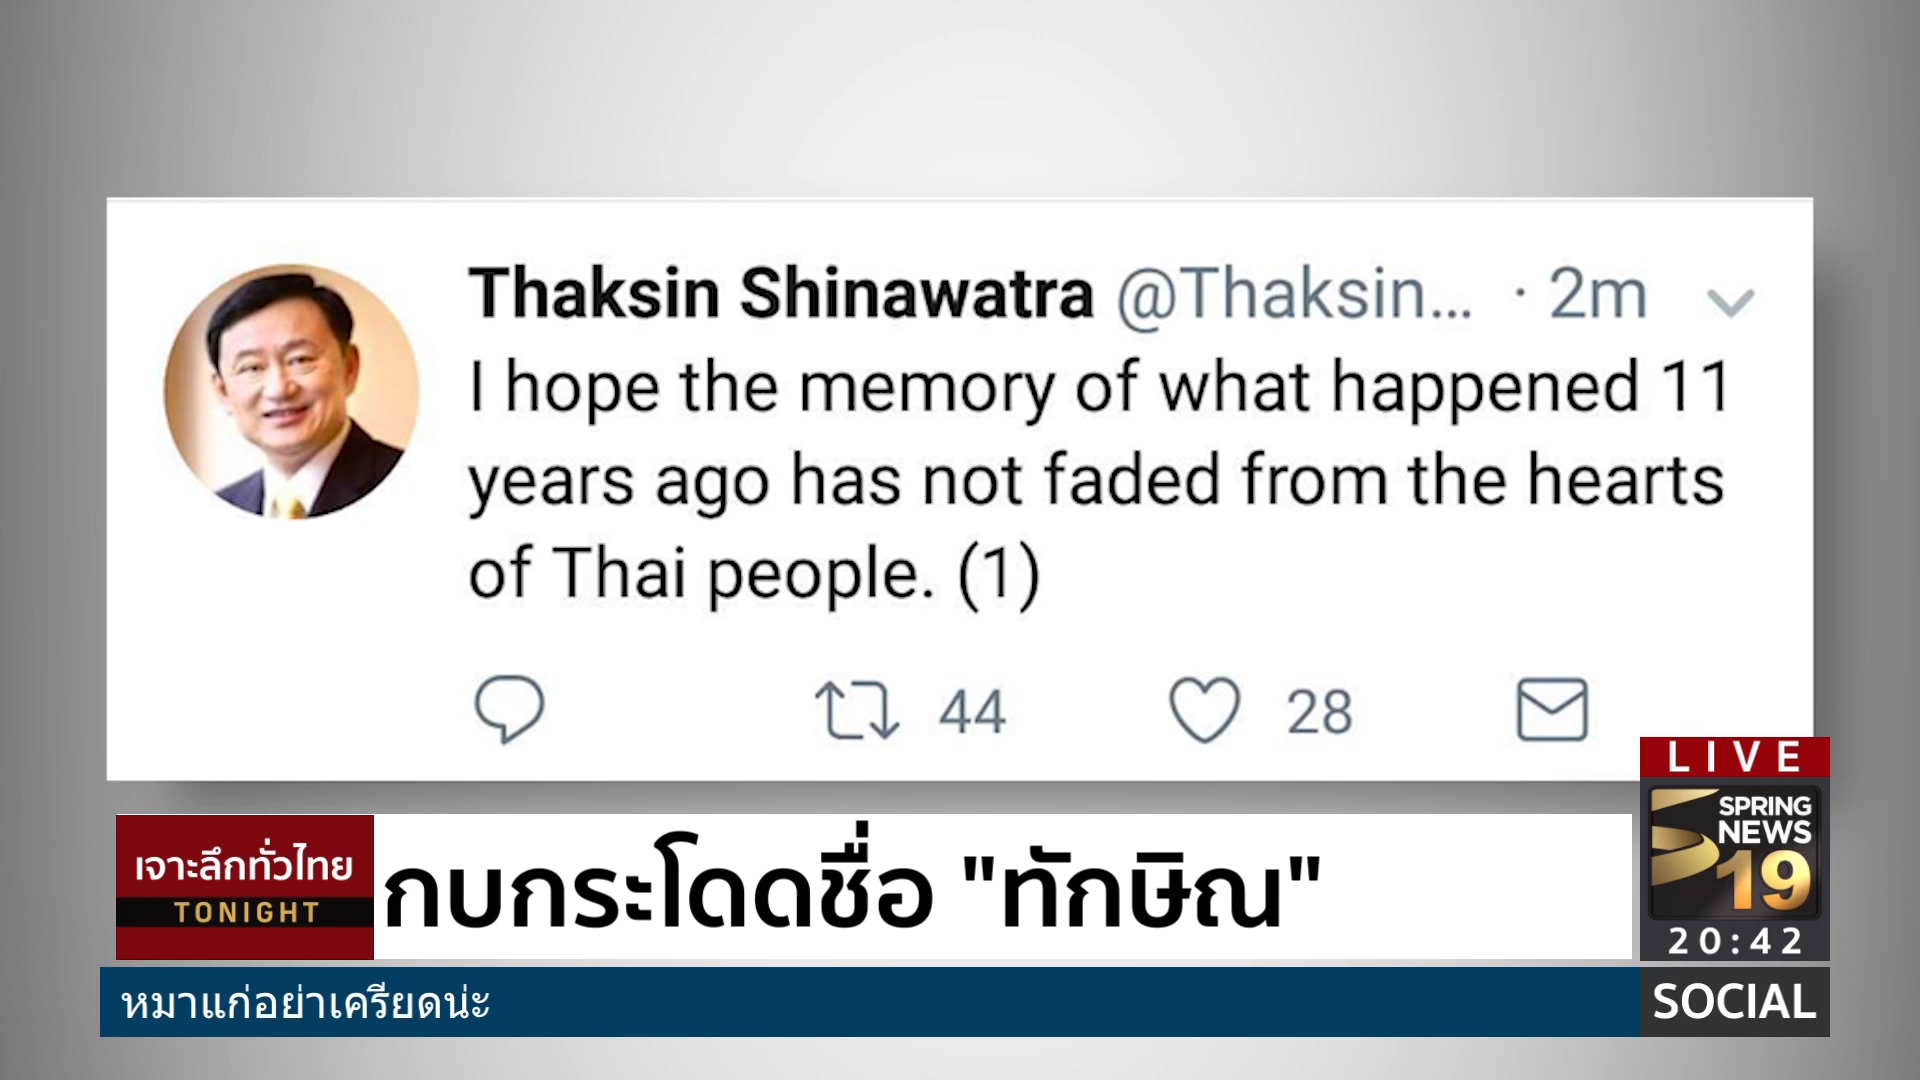 Thaksin Shinawatra @Thaksin... · 2m
I hope the memory of what happened 11
years ago has not faded from the hearts
of Thai people. (1)
44 28
LIVE
SPRING
NEWS
19
20:42
เจาะลึกทั่วไทย
TONIGHT
กบกระโดดชื่อ "ทักษิณ"
หมาแก่อย่าเครียดน่ะ
SOCIAL